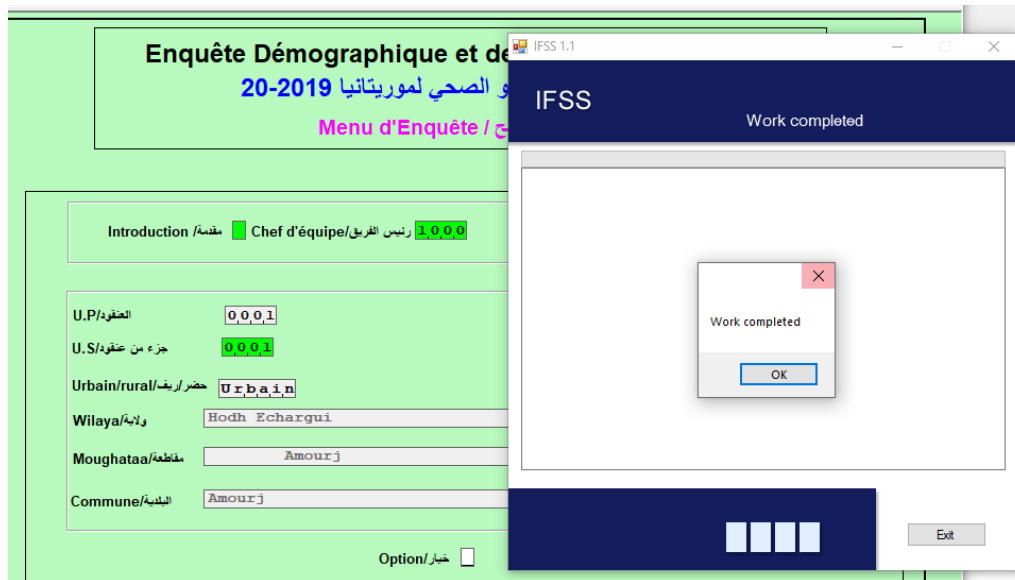 Enquête Démographique et de
و الصحي لموريتانيا 2019-20
Menu d'Enquête /
Introduction /مقدمة
Chef d'équipe/رئيس الفريق 1000
U.P/العنقود 0001
U.S/جزء من عنقود 0001
Urbain/rural/حضر/ريف Urbain
Wilaya/ولاية Hodh Echargui
Moughataa/مقاطعة Amourj
Commune/البلدية Amourj
Option/خيار
IFSS 1.1
IFSS
Work completed
Work completed
OK
Exit